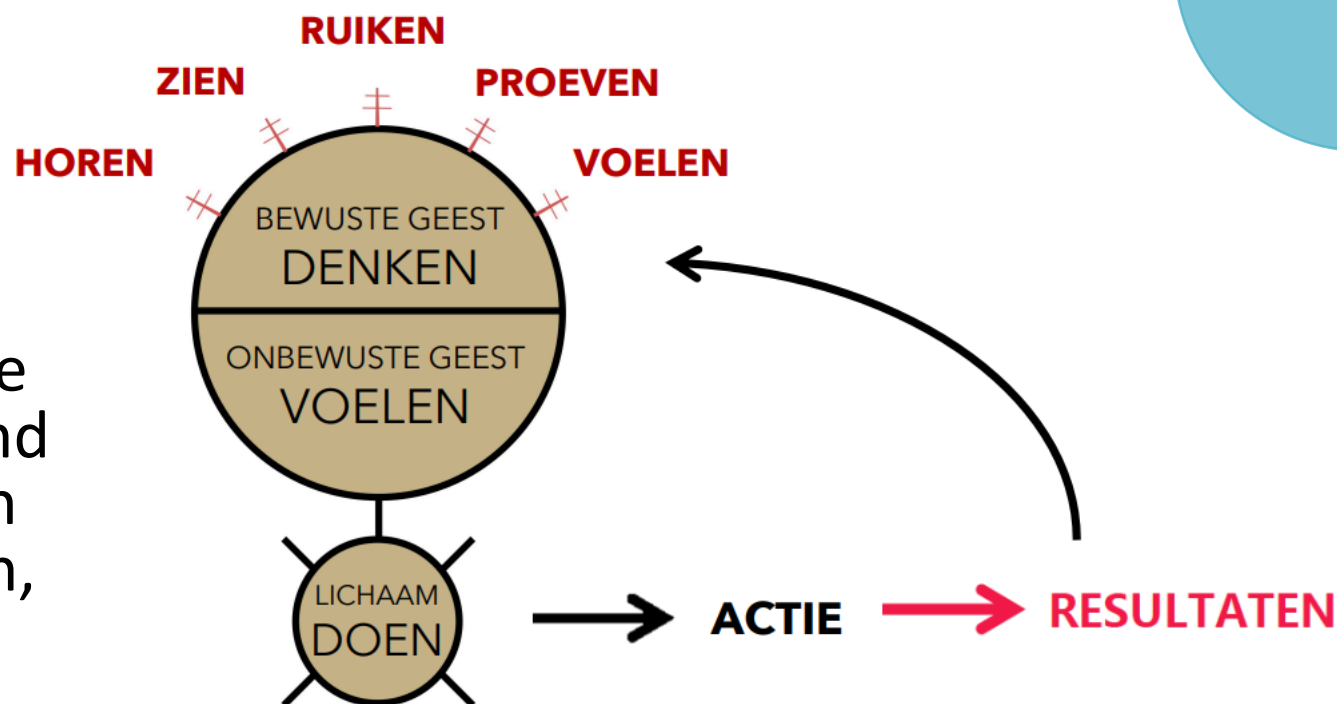 RUIKEN
ZIEN
PROEVEN
HOREN
VOELEN
BEWUSTE GEEST
DENKEN
ONBEWUSTE GEEST
VOELEN
LICHAAM
DOEN
ACTIE
RESULTATEN